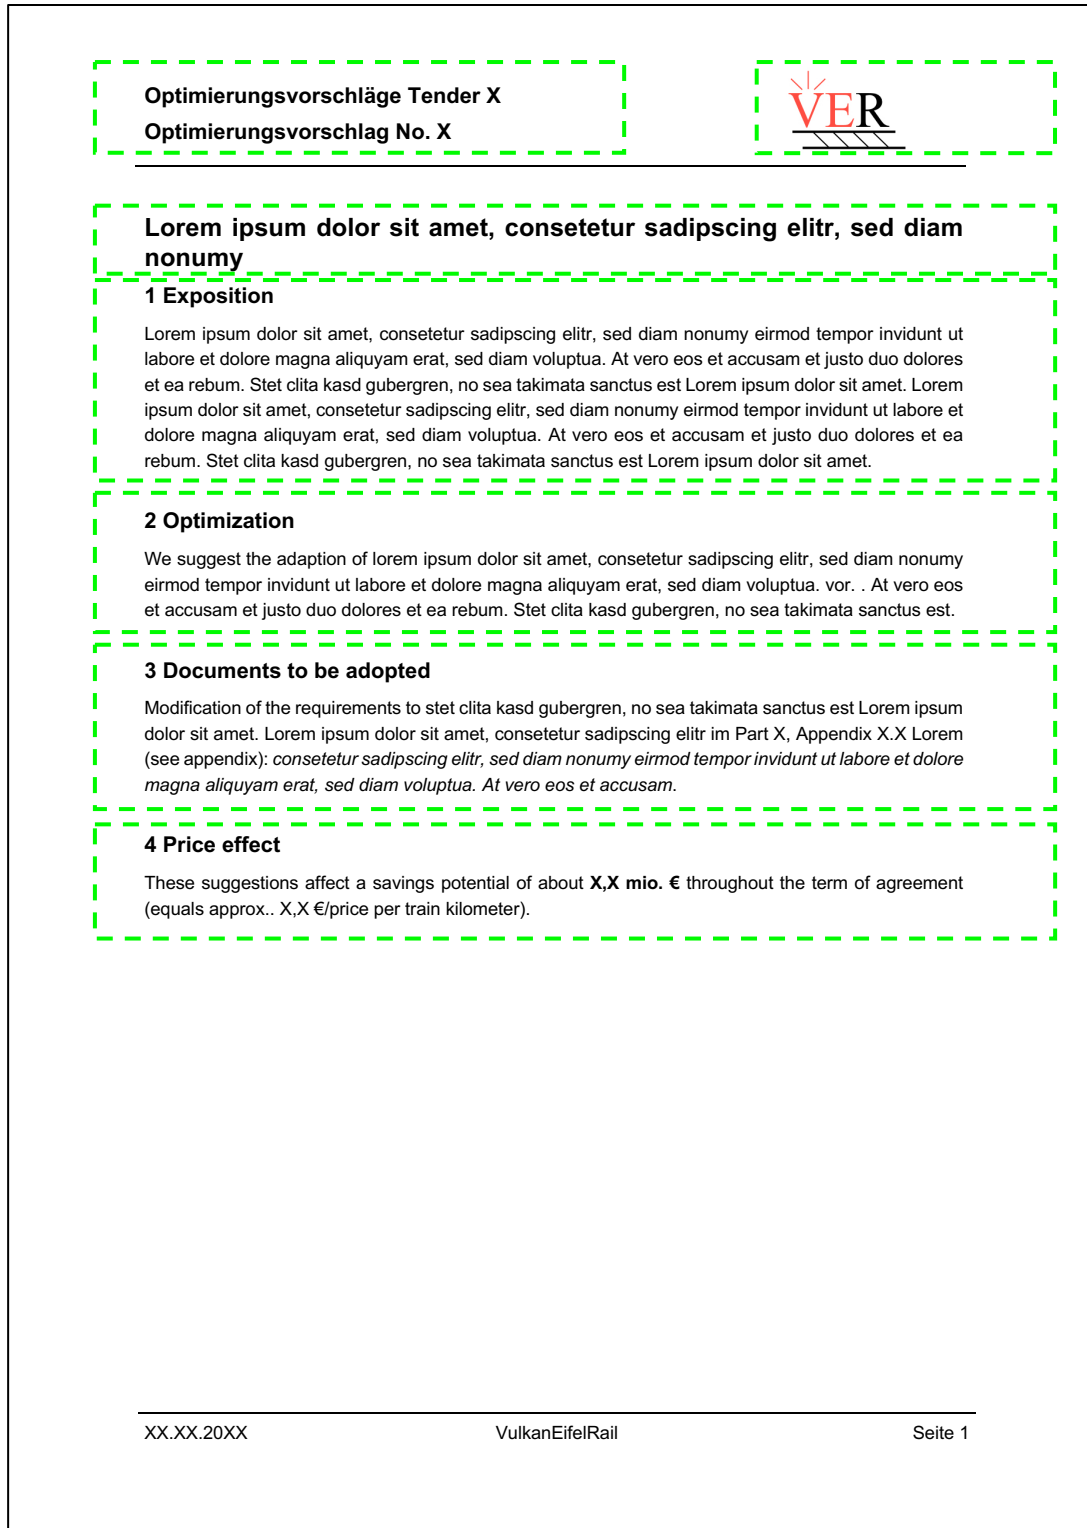 Optimierungsvorschläge Tender X
Optimierungsvorschlag No. X
VER
Lorem ipsum dolor sit amet, consetetur sadipscing elitr, sed diam
nonumy
1 Exposition
Lorem ipsum dolor sit amet, consetetur sadipscing elitr, sed diam nonumy eirmod tempor invidunt ut
labore et dolore magna aliquyam erat, sed diam voluptua. At vero eos et accusam et justo duo dolores
et ea rebum. Stet clita kasd gubergren, no sea takimata sanctus est Lorem ipsum dolor sit amet. Lorem
ipsum dolor sit amet, consetetur sadipscing elitr, sed diam nonumy eirmod tempor invidunt ut labore et
dolore magna aliquyam erat, sed diam voluptua. At vero eos et accusam et justo duo dolores et ea
rebum. Stet clita kasd gubergren, no sea takimata sanctus est Lorem ipsum dolor sit amet.
2 Optimization
We suggest the adaption of lorem ipsum dolor sit amet, consetetur sadipscing elitr, sed diam nonumy
eirmod tempor invidunt ut labore et dolore magna aliquyam erat, sed diam voluptua. vor. . At vero eos
et accusam et justo duo dolores et ea rebum. Stet clita kasd gubergren, no sea takimata sanctus est.
3 Documents to be adopted
Modification of the requirements to stet clita kasd gubergren, no sea takimata sanctus est Lorem ipsum
dolor sit amet. Lorem ipsum dolor sit amet, consetetur sadipscing elitr im Part X, Appendix X.X Lorem
(see appendix): consetetur sadipscing elitr, sed diam nonumy eirmod tempor invidunt ut labore et dolore
magna aliquyam erat, sed diam voluptua. At vero eos et accusam.
4 Price effect
These suggestions affect a savings potential of about X,X mio. € throughout the term of agreement
(equals approx.. X,X €/price per train kilometer).
XX.XX.20XX VulkanEifelRail Seite 1